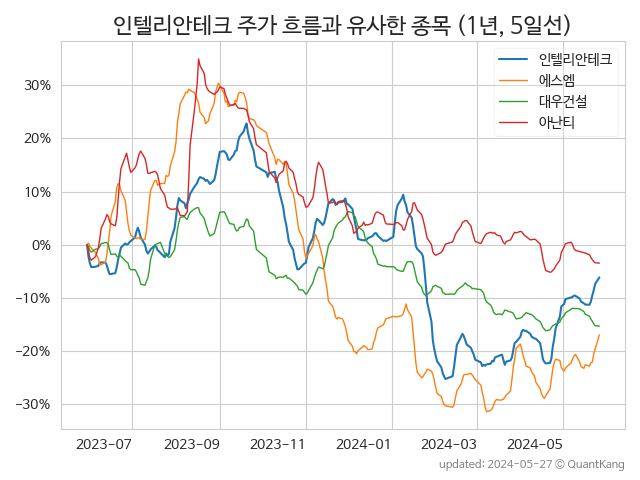 인텔리안테크 주가 흐름과 유사한 종목 (1년, 5일선)
인텔리안테크
에스엠
대우건설
아난티
30%
20%
10%
0%
−10%
−20%
−30%
2023-07
2023-09
2023-11
2024-01
2024-03
2024-05
updated: 2024-05-27 © QuantKang